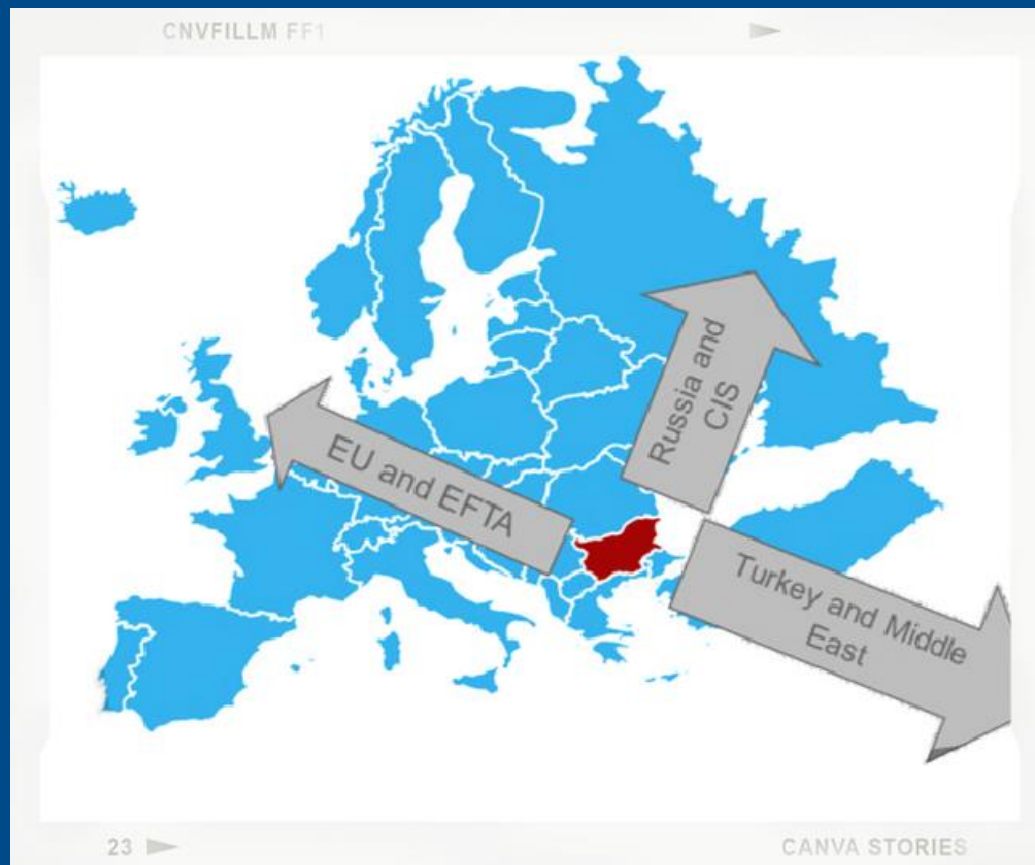 CNVFILLM FF1
Russia and
CIS
EU and EFTA
Turkey and Middle
East
23
CANVA STORIES